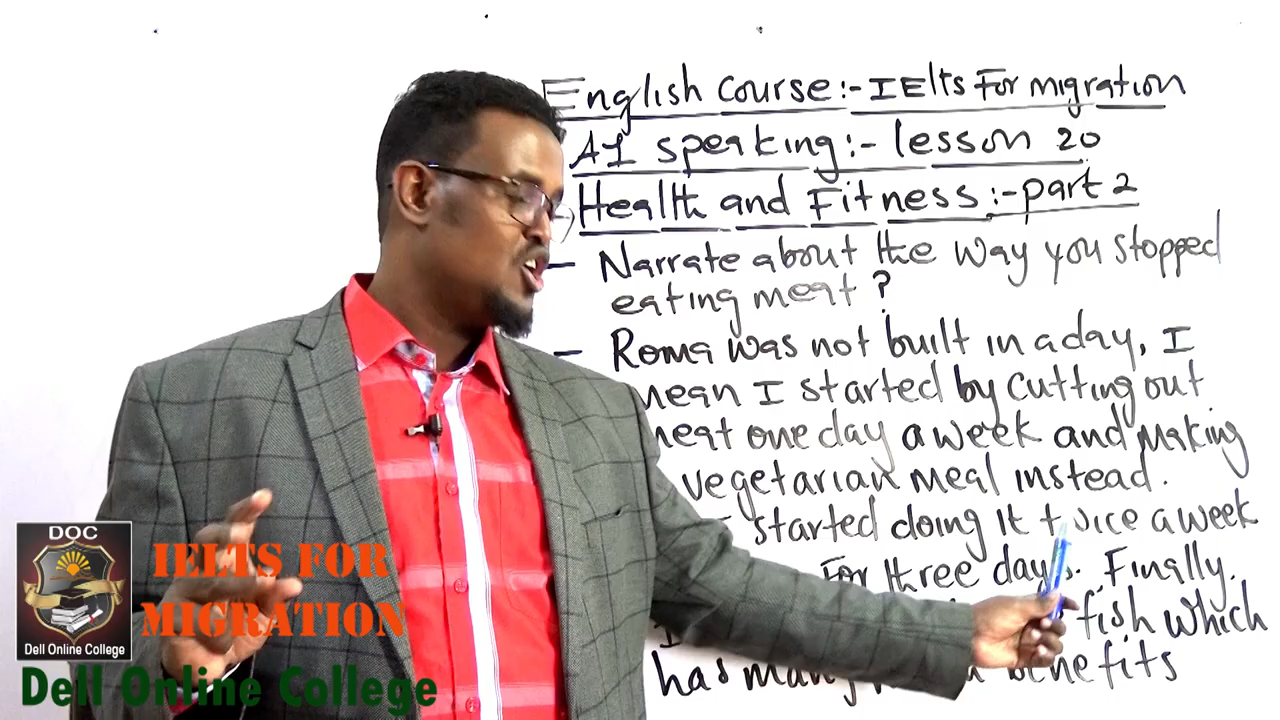 English course:- IElts For migration
AI speaking:- lesson 20
Health and Fitness:- part 2
- Narrate about the way you stopped
eating meat?
- Roma was not built in a day, I
mean I started by cutting out
meat one day a week and making
vegetarian meal instead.
started doing it twice a week
For three days. Finally,
fish which
has many benefits
DOC
Dell Online College
IELTS FOR
MIGRATION
Dell Online College